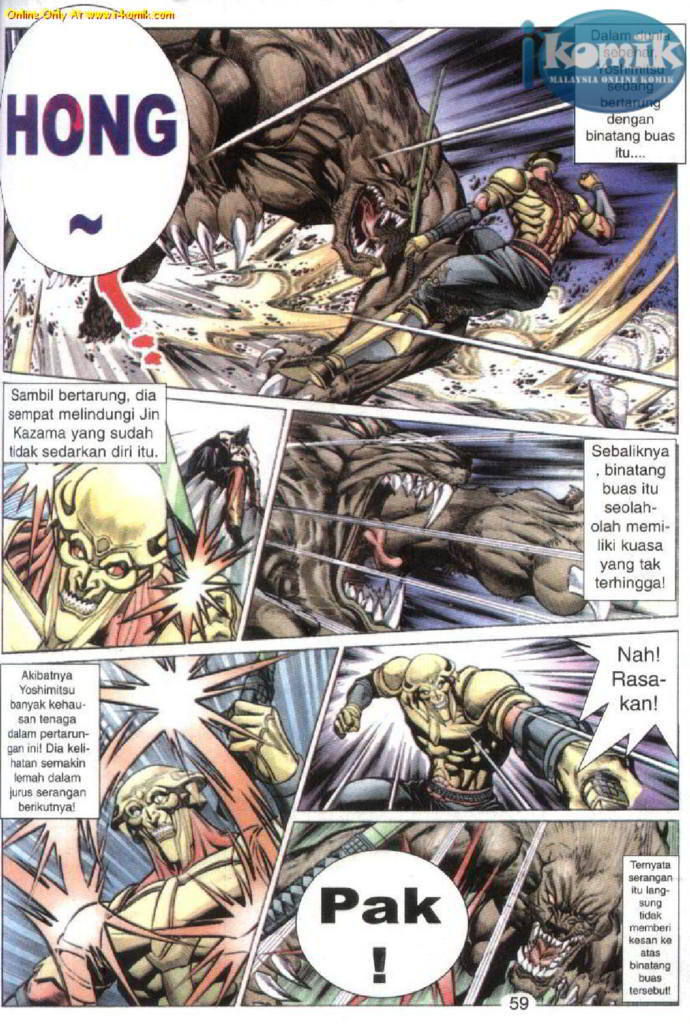 Online Only At www.i-komik.com
ikomik
MALAYSIA ONLINE KOMIK
HONG
~
Dalam
sebenar,
Yoshimitsu
sedang
bertarung
dengan
binatang buas
itu....
Sambil bertarung, dia
sempat melindungi Jin
Kazama yang sudah
tidak sedarkan diri itu.
Sebaliknya
, binatang
buas itu
seolah-
olah memi-
liki kuasa
yang tak
terhingga!
Akibatnya
Yoshimitsu
banyak kehau-
san tenaga
dalam pertarun-
gan ini! Dia keli-
hatan semakin
lemah dalam
jurus serangan
berikutnya!
Nah!
Rasa-
kan!
Pak
!
Ternyata
serangan
itu lang-
sung
tidak
memberi
kesan ke
atas
binatang
buas
tersebut!
59